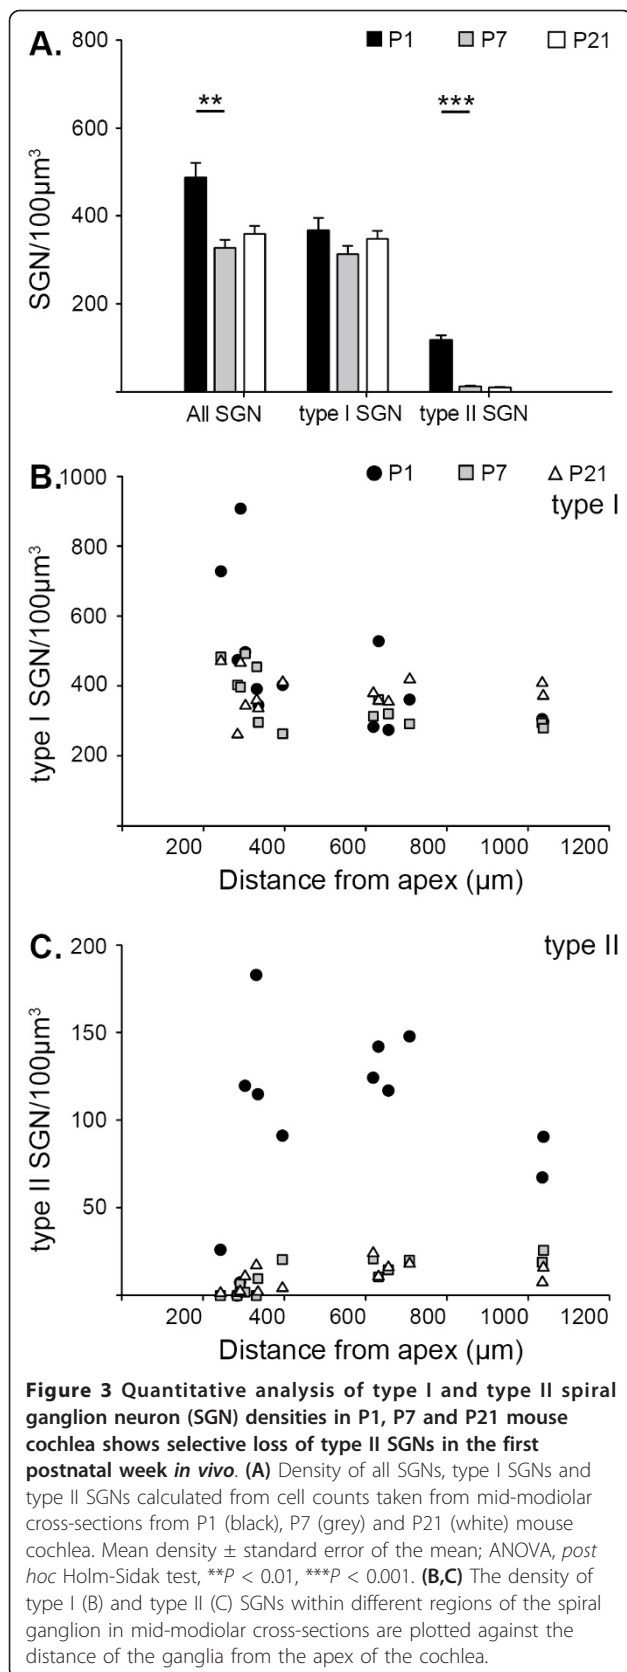 A.
800
P1 P7 P21
** ***
600
400
200
SGN/100µm³
All SGN type I SGN type II SGN
B.
1000
P1 P7 P21
type I
800
600
400
200
type I SGN/100µm³
200 400 600 800 1000 1200
Distance from apex (µm)
C.
200
type II
150
100
50
type II SGN/100µm³
200 400 600 800 1000 1200
Distance from apex (µm)
Figure 3 Quantitative analysis of type I and type II spiral
ganglion neuron (SGN) densities in P1, P7 and P21 mouse
cochlea shows selective loss of type II SGNs in the first
postnatal week in vivo. (A) Density of all SGNs, type I SGNs and
type II SGNs calculated from cell counts taken from mid-modiolar
cross-sections from P1 (black), P7 (grey) and P21 (white) mouse
cochlea. Mean density ± standard error of the mean; ANOVA, post
hoc Holm-Sidak test, **P < 0.01, ***P < 0.001. (B,C) The density of
type I (B) and type II (C) SGNs within different regions of the spiral
ganglion in mid-modiolar cross-sections are plotted against the
distance of the ganglia from the apex of the cochlea.